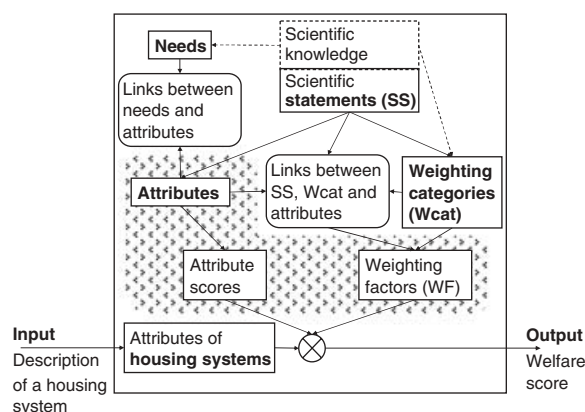 Needs
Scientific
knowledge
Scientific
statements (SS)
Links between
needs and
attributes
Attributes
Links between
SS, Wcat and
attributes
Weighting
categories
(Wcat)
Attribute
scores
Weighting
factors (WF)
Input
Description
of a housing
system
Attributes of
housing systems
Output
Welfare
score